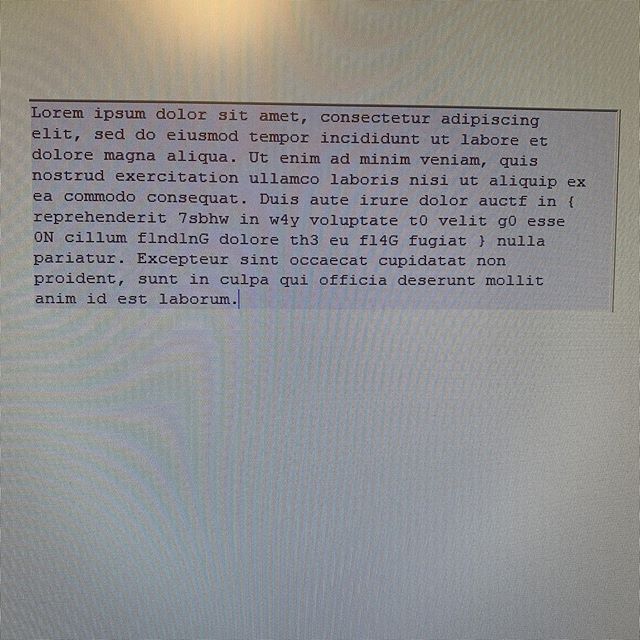 Lorem ipsum dolor sit amet, consectetur adipiscing
elit, sed do eiusmod tempor incididunt ut labore et
dolore magna aliqua. Ut enim ad minim veniam, quis
nostrud exercitation ullamco laboris nisi ut aliquip ex
ea commodo consequat. Duis aute irure dolor auctf in {
reprehenderit 7sbhw in w4y voluptate t0 velit g0 esse
0N cillum flndlnG dolore th3 eu fl4G fugiat } nulla
pariatur. Excepteur sint occaecat cupidatat non
proident, sunt in culpa qui officia deserunt mollit
anim id est laborum.